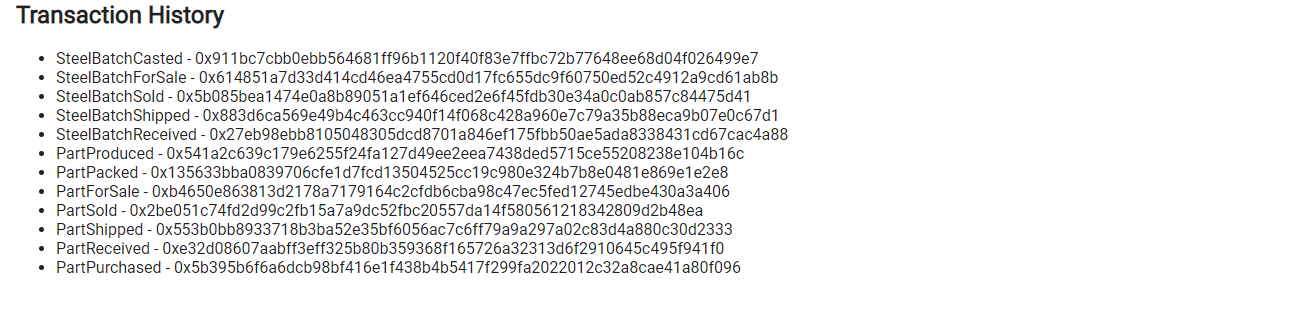 Transaction History
• SteelBatchCasted - 0x911bc7cbb0ebb564681ff96b1120f40f83e7ffbc72b77648ee68d04f026499e7
• SteelBatchForSale - 0x614851a7d33d414cd46ea4755cd0d17fc655dc9f60750ed52c4912a9cd61ab8b
• SteelBatchSold - 0x5b085bea1474e0a8b89051a1ef646ced2e6f45fdb30e34a0c0ab857c84475d41
• SteelBatchShipped - 0x883d6ca569e49b4c463cc940f14f068c428a960e7c79a35b88eca9b07e0c67d1
• SteelBatchReceived - 0x27eb98ebb8105048305dcd8701a846ef175fbb50ae5ada8338431cd67cac4a88
• PartProduced - 0x541a2c639c179e6255f24fa127d49ee2eea7438ded5715ce55208238e104b16c
• PartPacked - 0x135633bba0839706cfe1d7fcd13504525cc19c980e324b7b8e0481e869e1e2e8
• PartForSale - 0xb4650e863813d2178a7179164c2cfdb6cba98c47ec5fed12745edbe430a3a406
• PartSold - 0x2be051c74fd2d99c2fb15a7a9dc52fbc20557da14f580561218342809d2b48ea
• PartShipped - 0x553b0bb8933718b3ba52e35bf6056ac7c6ff79a9a297a02c83d4a880c30d2333
• PartReceived - 0xe32d08607aabff3eff325b80b359368f165726a32313d6f2910645c495f941f0
• PartPurchased - 0x5b395b6f6a6dcb98bf416e1f438b4b5417f299fa2022012c32a8cae41a80f096